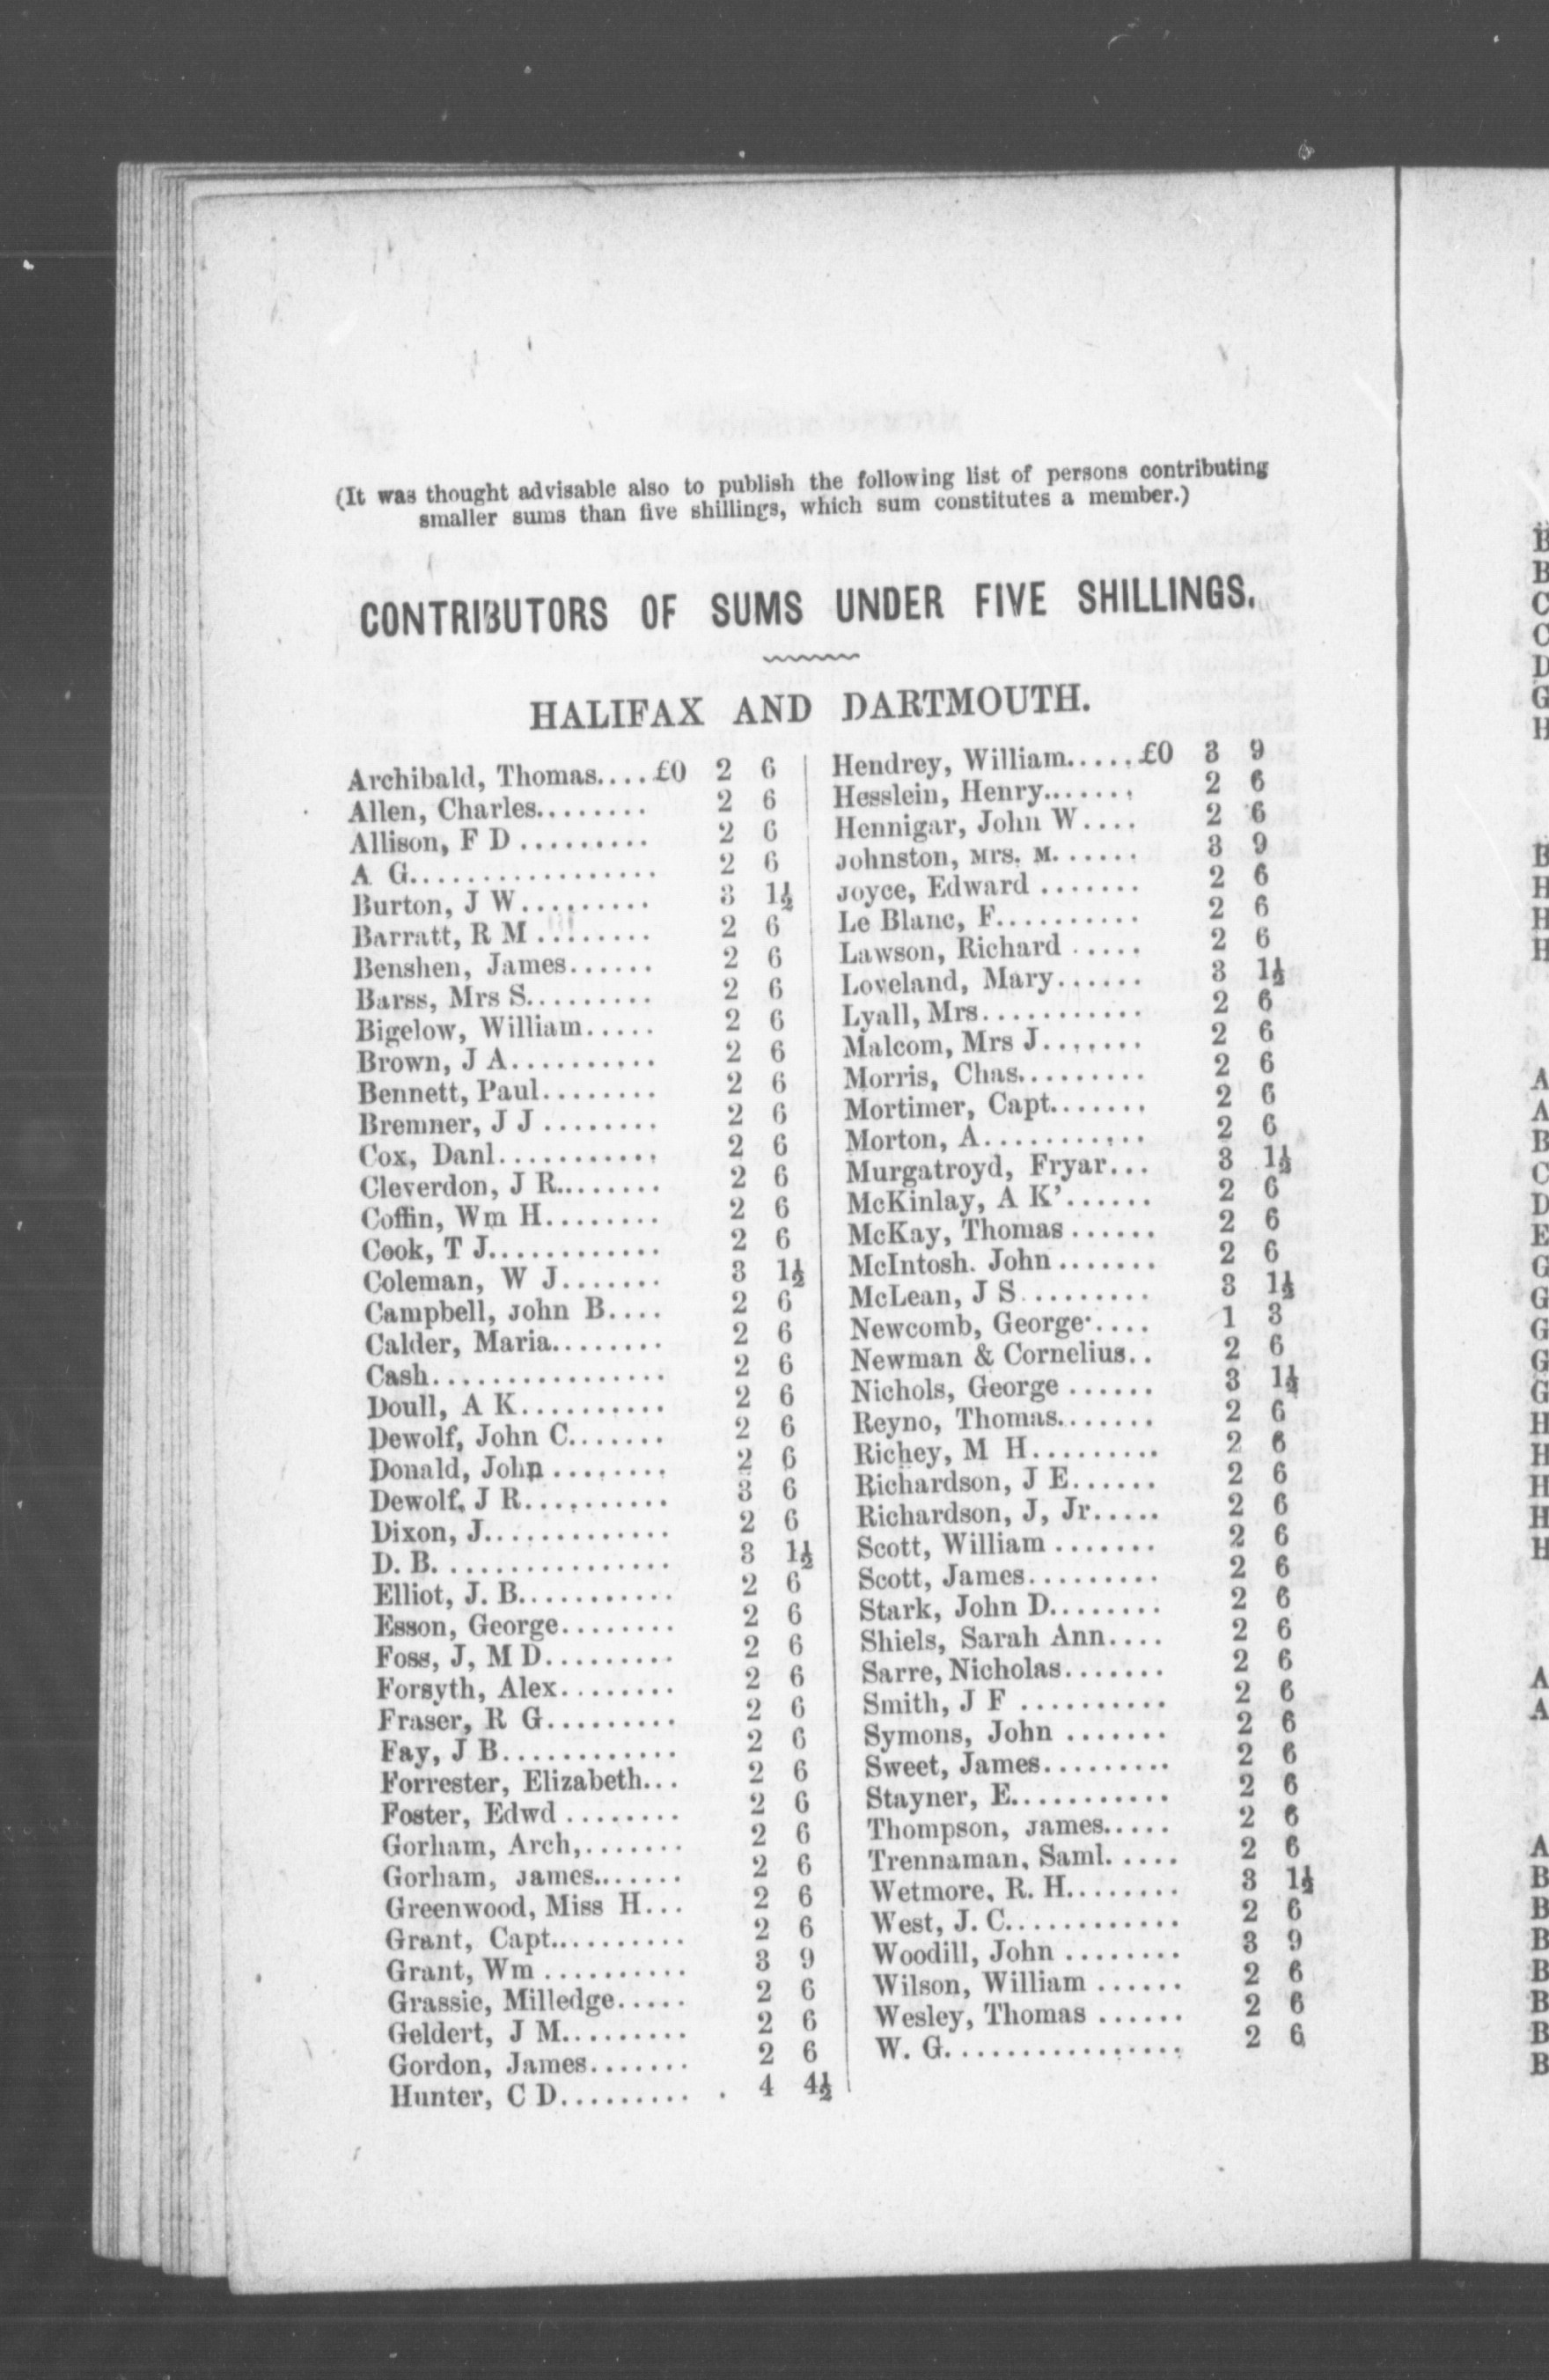 (It was thought advisable also to publish the following list of persons contributing
smaller sums than five shillings, which sum constitutes a member.)
CONTRIBUTORS OF SUMS UNDER FIVE SHILLINGS.
HALIFAX AND DARTMOUTH.
Archibald, Thomas....£0 2 6
Allen, Charles........ 2 6
Allison, F D ......... 2 6
A G.................. 2 6
Burton, J W......... 3 1½
Barratt, R M ........ 2 6
Benshen, James...... 2 6
Barss, Mrs S......... 2 6
Bigelow, William..... 2 6
Brown, J A.......... 2 6
Bennett, Paul........ 2 6
Bremner, J J ........ 2 6
Cox, Danl........... 2 6
Cleverdon, J R........ 2 6
Coffin, Wm H........ 2 6
Cook, T J............ 2 6
Coleman, W J....... 3 1½
Campbell, John B.... 2 6
Calder, Maria........ 2 6
Cash................ 2 6
Doull, A K.......... 2 6
Dewolf, John C....... 2 6
Donald, John ........ 2 6
Dewolf, J R.......... 3 6
Dixon, J............. 2 6
D. B................ 3 1½
Elliot, J. B........... 2 6
Esson, George........ 2 6
Foss, J, M D......... 2 6
Forsyth, Alex........ 2 6
Fraser, R G......... 2 6
Fay, J B............ 2 6
Forrester, Elizabeth... 2 6
Foster, Edwd ........ 2 6
Gorham, Arch,....... 2 6
Gorham, James....... 2 6
Greenwood, Miss H... 2 6
Grant, Capt.......... 2 6
Grant, Wm .......... 3 9
Grassie, Milledge..... 2 6
Geldert, J M......... 2 6
Gordon, James....... 2 6
Hunter, C D......... . 4 4½
Hendrey, William.....£0 3 9
Hesslein, Henry....... 2 6
Hennigar, John W.... 2 6
Johnston, Mrs. M...... 3 9
Joyce, Edward ....... 2 6
Le Blanc, F.......... 2 6
Lawson, Richard ..... 2 6
Loveland, Mary...... 3 1½
Lyall, Mrs........... 2 6
Malcom, Mrs J....... 2 6
Morris, Chas......... 2 6
Mortimer, Capt....... 2 6
Morton, A........... 2 6
Murgatroyd, Fryar... 3 1½
McKinlay, A K’...... 2 6
McKay, Thomas ...... 2 6
McIntosh. John ....... 2 6
McLean, J S ......... 3 1½
Newcomb, George..... 1 3
Newman & Cornelius.. 2 6
Nichols, George ...... 3 1½
Reyno, Thomas....... 2 6
Richey, M H......... 2 6
Richardson, J E...... 2 6
Richardson, J, Jr..... 2 6
Scott, William ....... 2 6
Scott, James......... 2 6
Stark, John D........ 2 6
Shiels, Sarah Ann.... 2 6
Sarre, Nicholas....... 2 6
Smith, J F .......... 2 6
Symons, John ....... 2 6
Sweet, James......... 2 6
Stayner, E........... 2 6
Thompson, James..... 2 6
Trennaman, Saml..... 2 6
Wetmore, R. H........ 3 1½
West, J. C............ 2 6
Woodill, John ........ 3 9
Wilson, William ...... 2 6
Wesley, Thomas ...... 2 6
W. G................ 2 6